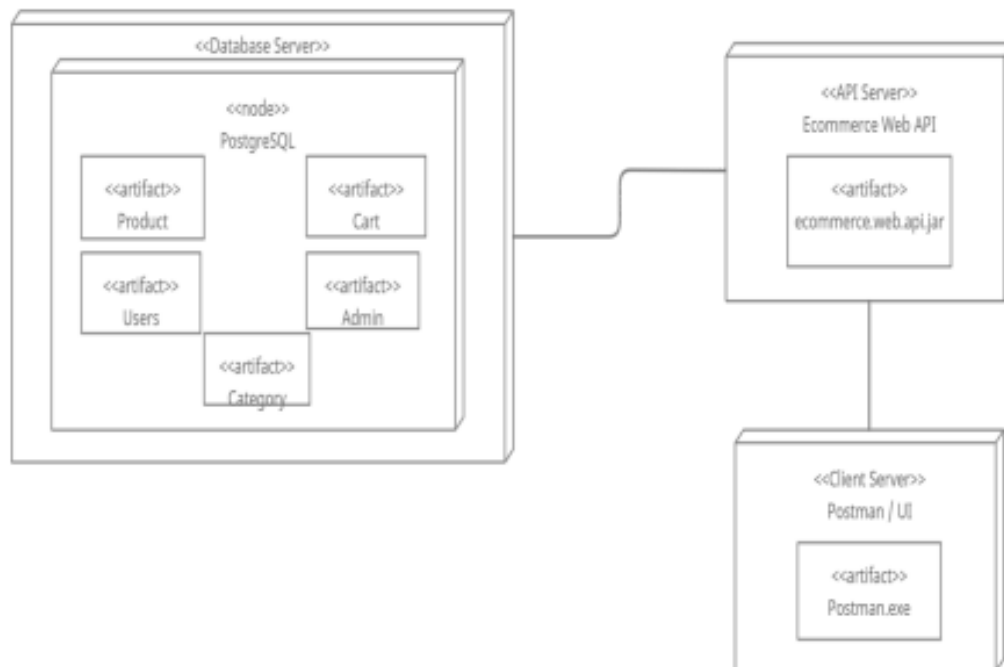 <<Database Server>>
<<node>>
PostgreSQL
<<artifact>>
Product
<<artifact>>
Cart
<<artifact>>
Users
<<artifact>>
Admin
<<artifact>>
Category
<<API Server>>
Ecommerce Web API
<<artifact>>
ecommerce.web.api.jar
<<Client Server>>
Postman / UI
<<artifact>>
Postman.exe